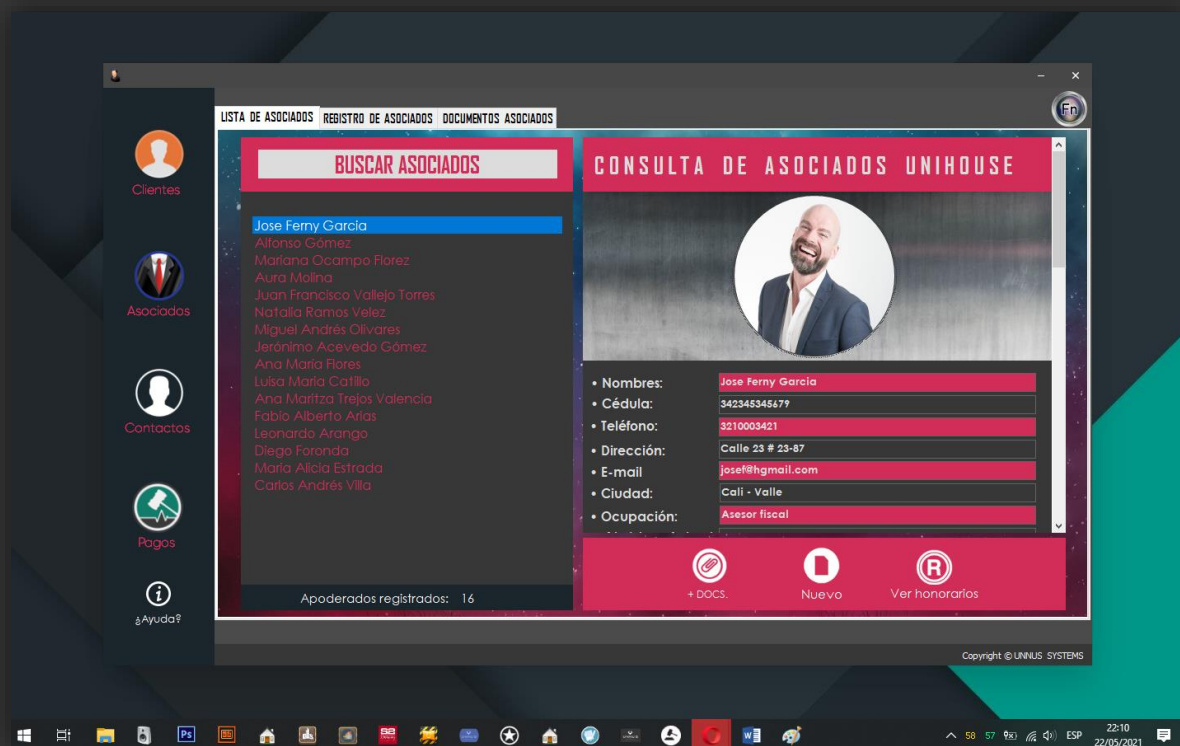 Fn
LISTA DE ASOCIADOS REGISTRO DE ASOCIADOS DOCUMENTOS ASOCIADOS
Clientes
Asociados
Contactos
Pagos
¿Ayuda?
BUSCAR ASOCIADOS
Jose Ferny Garcia
Alfonso Gómez
Mariana Ocampo Florez
Aura Molina
Juan Francisco Vallejo Torres
Natalia Ramos Velez
Miguel Andrés Olivares
Jerónimo Acevedo Gómez
Ana María Flores
Luisa Maria Catillo
Ana Maritza Trejos Valencia
Fabio Alberto Arias
Leonardo Arango
Diego Foronda
María Alicia Estrada
Carlos Andrés Villa
Apoderados registrados: 16
CONSULTA DE ASOCIADOS UNIHOUSE
• Nombres: Jose Ferny Garcia
• Cédula: 342345345679
• Teléfono: 3210003421
• Dirección: Calle 23 # 23-87
• E-mail josef@hgmail.com
• Ciudad: Cali - Valle
• Ocupación: Asesor fiscal
+ DOCS.
Nuevo
R
Ver honorarios
Copyright © UNNUS SYSTEMS
Ps
58 57 ESP
22:10
22/05/2021